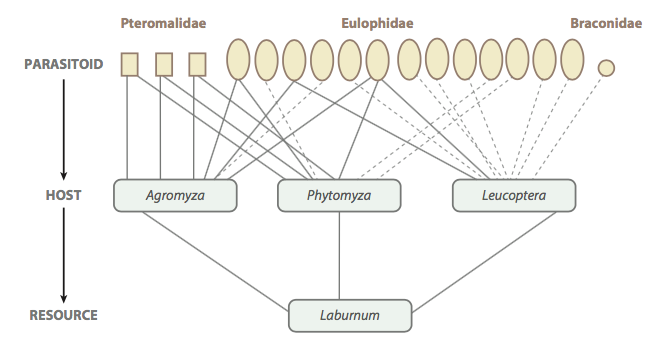 Pteromalidae Eulophidae Braconidae
PARASITOID
HOST
Agromyza Phytomyza Leucoptera
RESOURCE
Laburnum